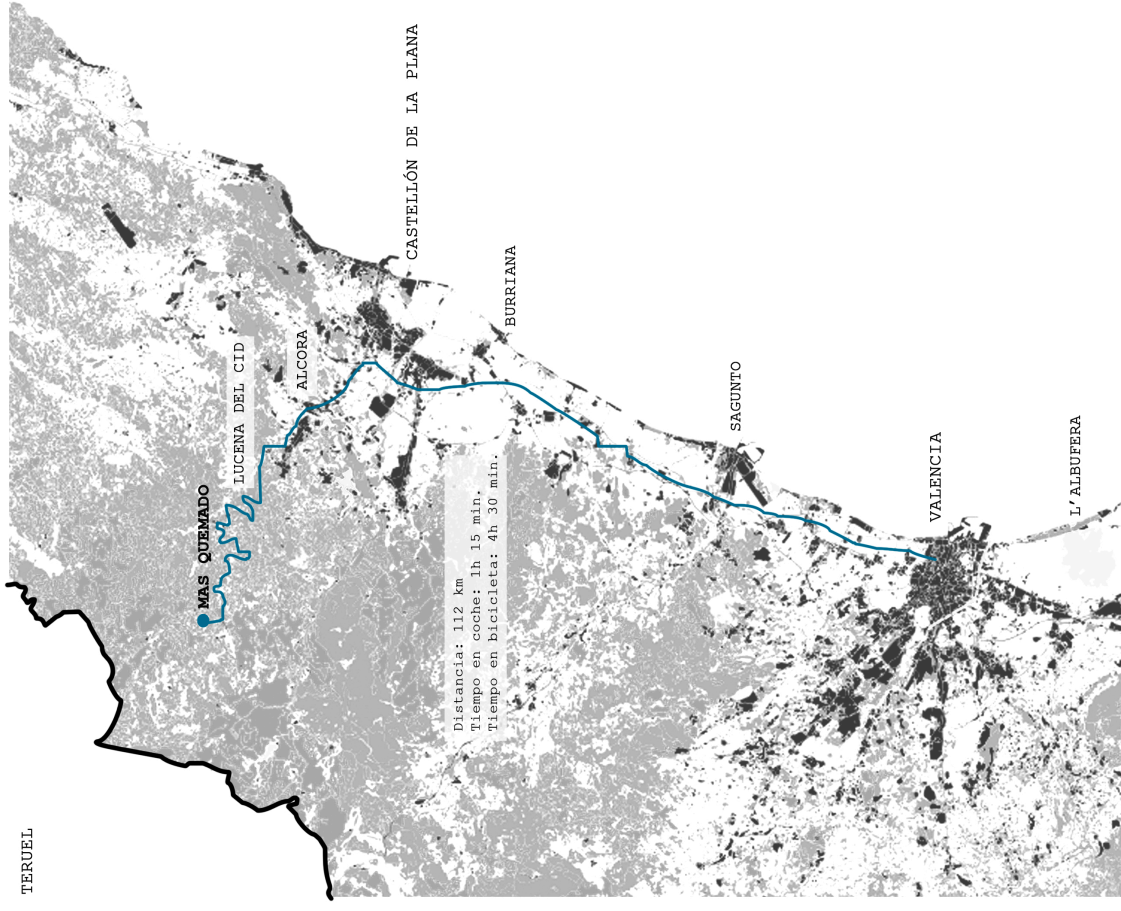 TERUEL
MAS QUEMADO
LUCENA DEL CID
ALCORA
CASTELLÓN DE LA PLANA
BURRIANA
Distancia: 112 km
Tiempo en coche: 1h 15 min.
Tiempo en bicicleta: 4h 30 min.
SAGUNTO
VALENCIA
L'ALBUFERA